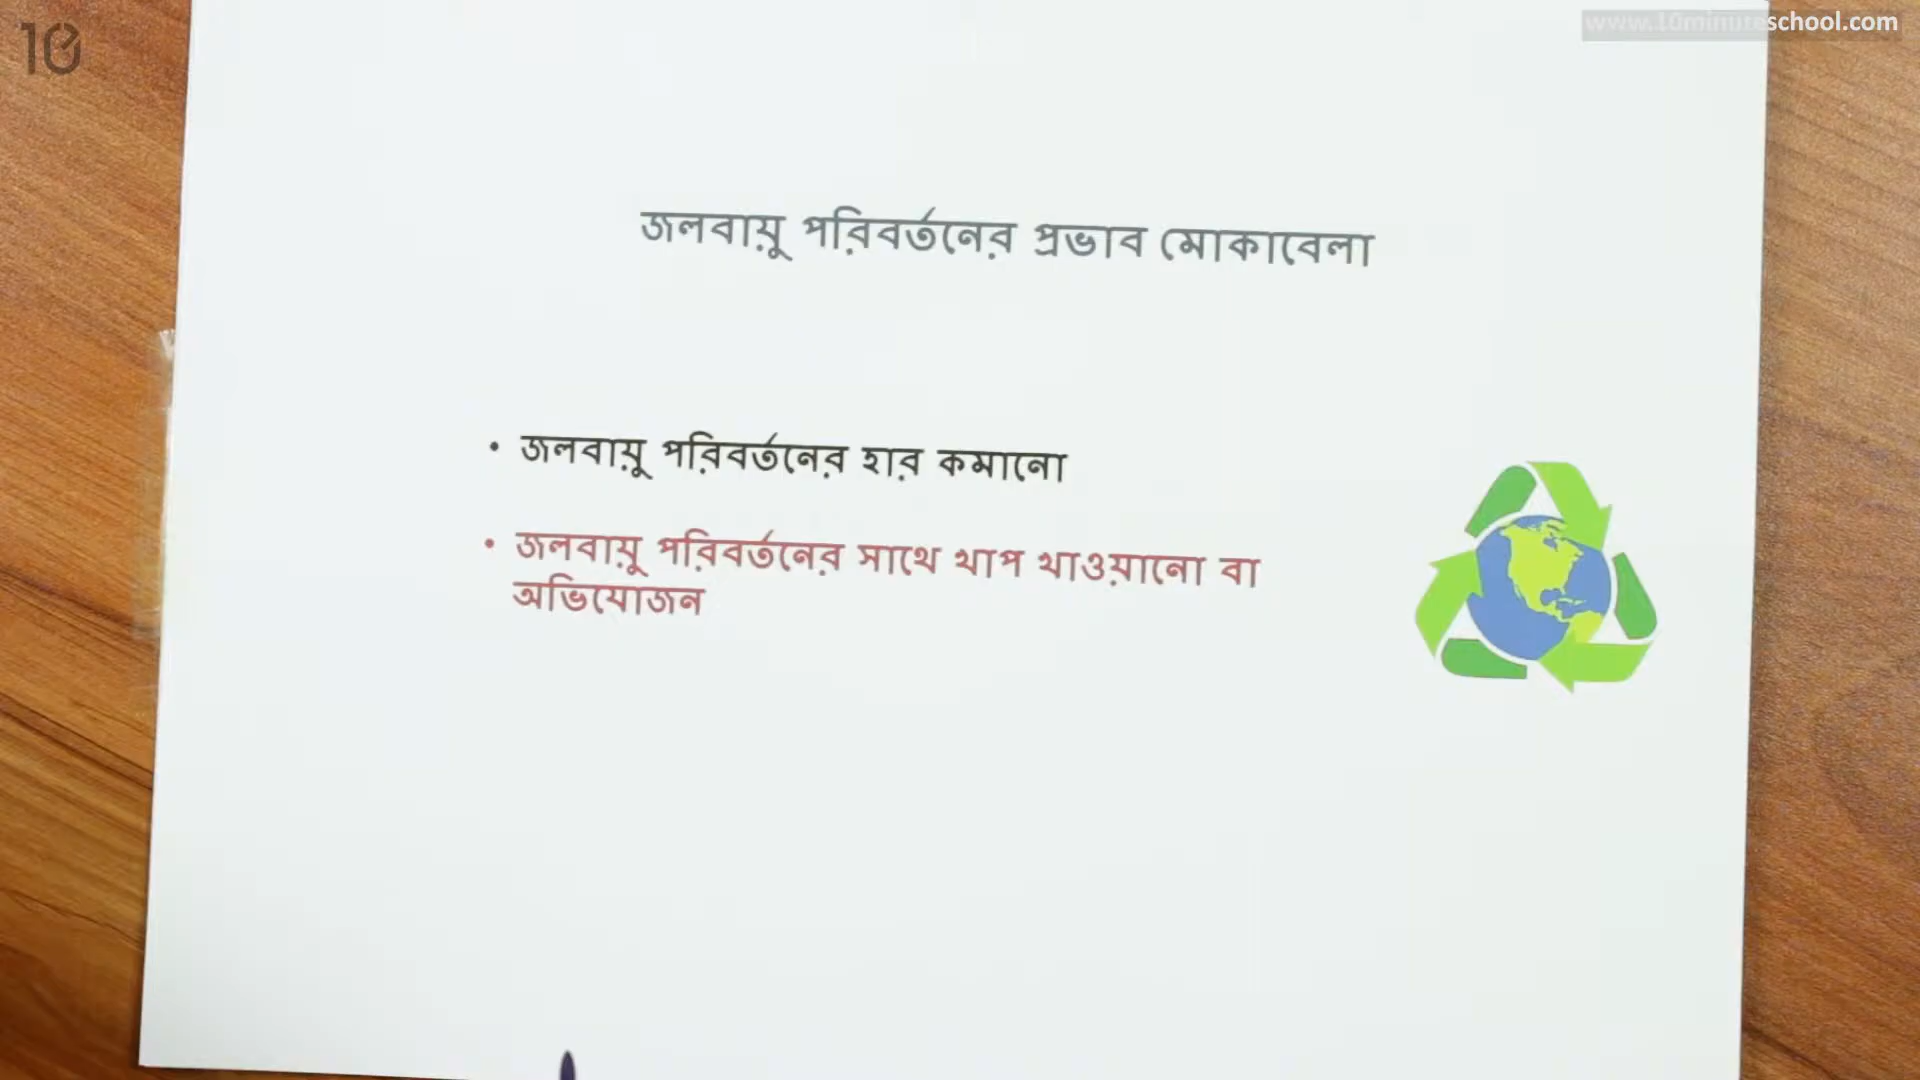 10
www.10minuteschool.com
জলবায়ু পরিবর্তনের প্রভাব মোকাবেলা
• জলবায়ু পরিবর্তনের হার কমানো
• জলবায়ু পরিবর্তনের সাথে খাপ খাওয়ানো বা
অভিযোজন